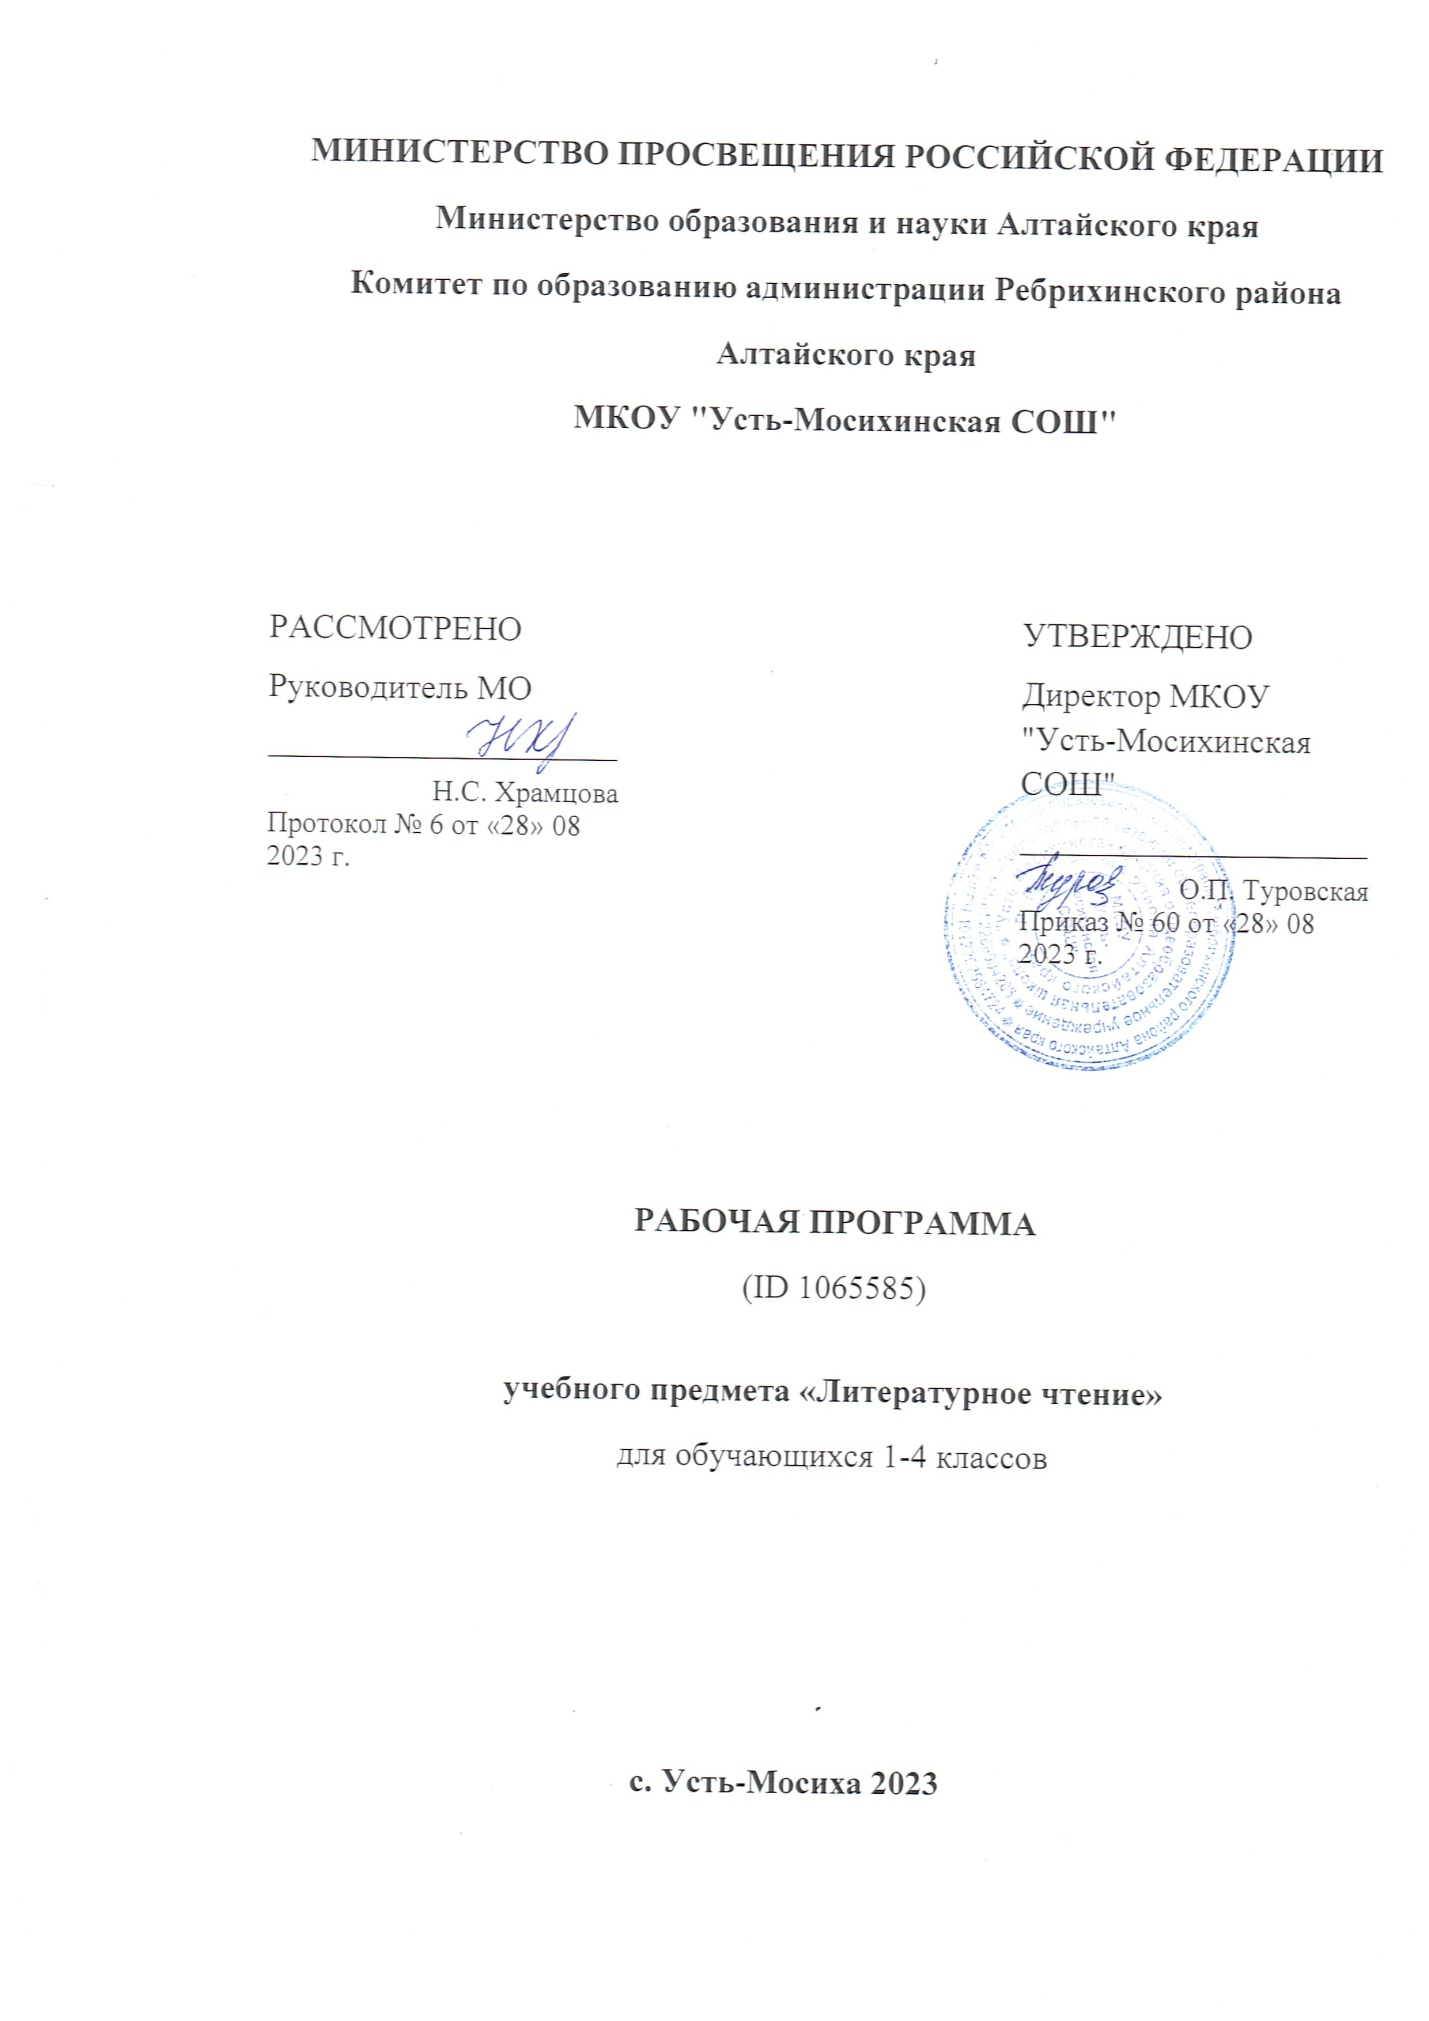 МИНИСТЕРСТВО ПРОСВЕЩЕНИЯ РОССИЙСКОЙ ФЕДЕРАЦИИ
Министерство образования и науки Алтайского края
Комитет по образованию администрации Ребрихинского района
Алтайского края
МКОУ "Усть-Мосихинская СОШ"
РАССМОТРЕНО
Руководитель МО
Н.С. Храмцова
Протокол № 6 от «28» 08
2023 г.
УТВЕРЖДЕНО
Директор МКОУ
"Усть-Мосихинская
СОШ"
О.П. Туровская
Приказ № 60 от «28» 08
2023 г.
РАБОЧАЯ ПРОГРАММА
(ID 1065585)
учебного предмета «Литературное чтение»
для обучающихся 1-4 классов
с. Усть-Мосиха 2023